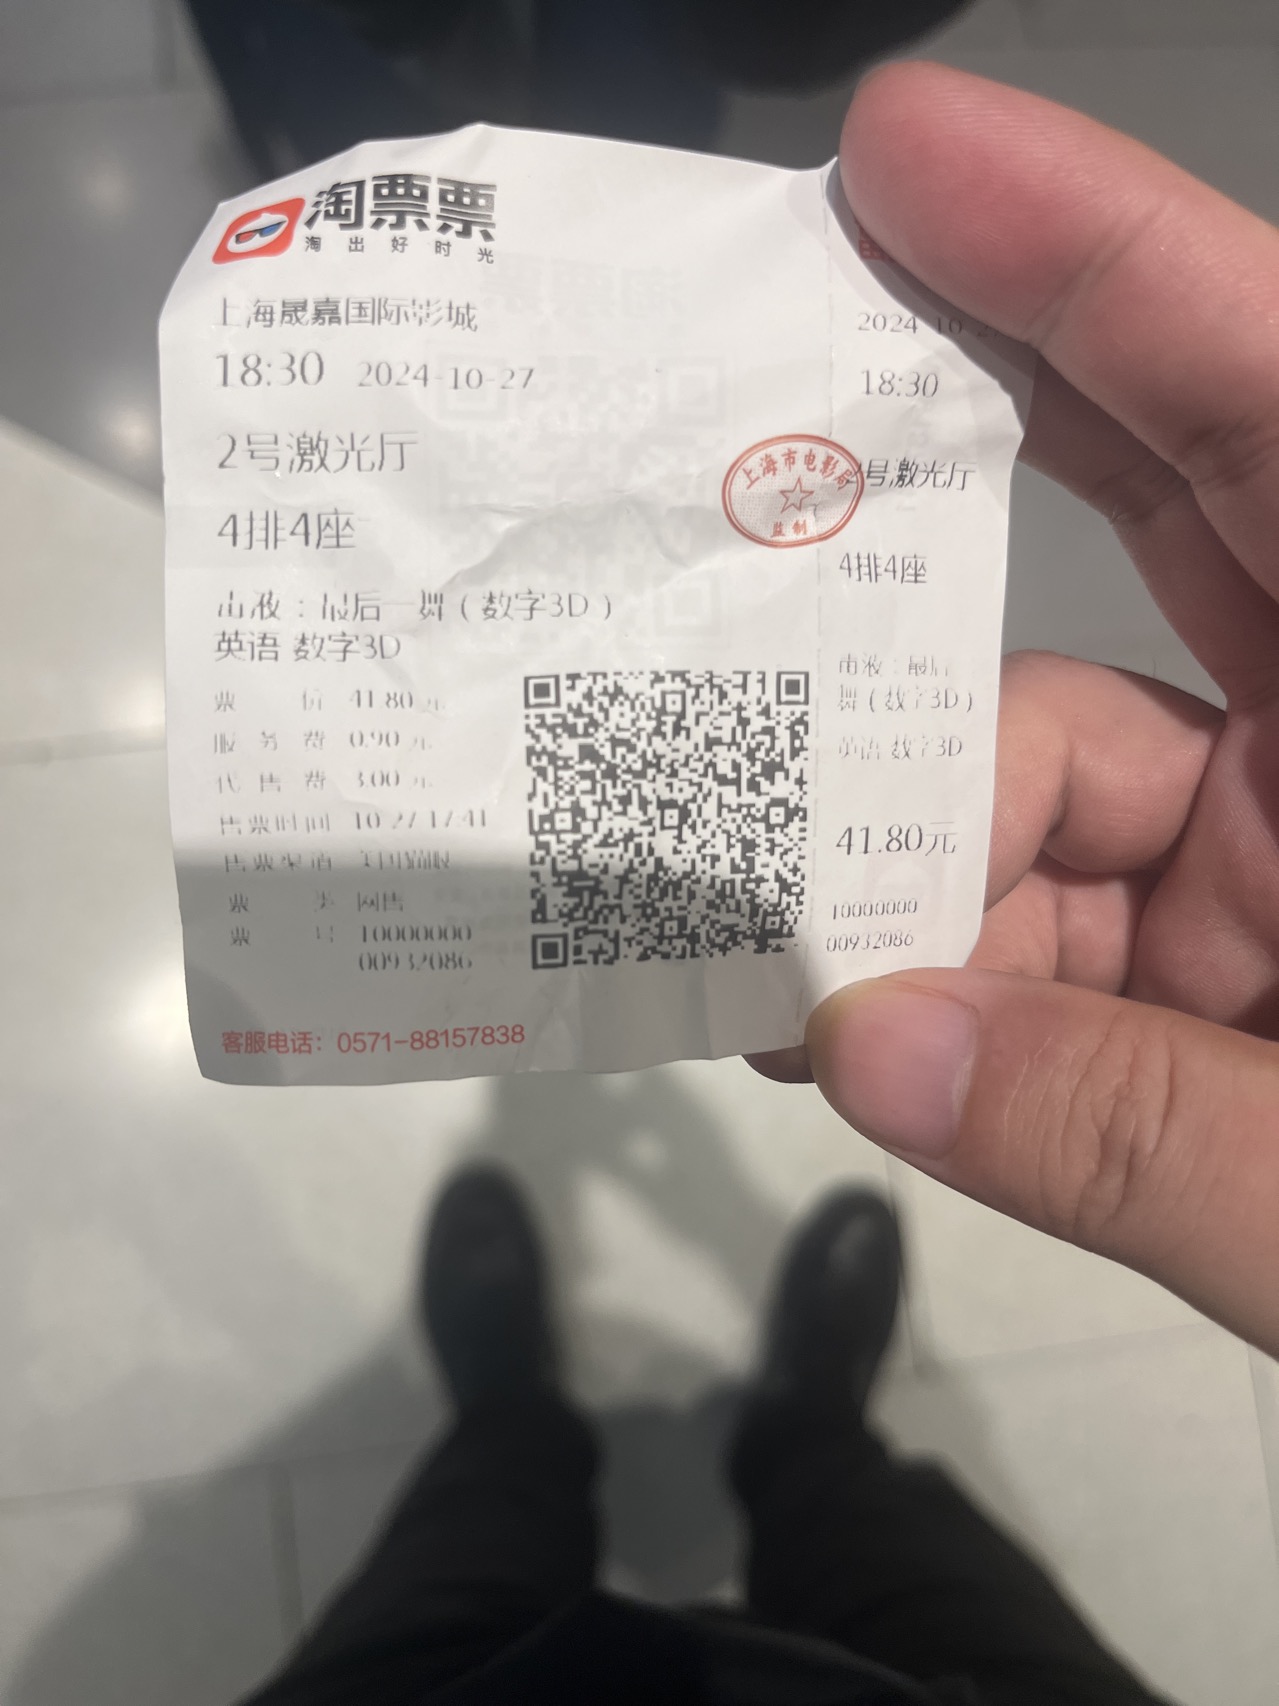 淘票票
淘出好时光
上海晟嘉国际影城
18:30 2024-10-27
2号激光厅
4排4座
毒液：最后一舞（数字3D）
英语 数字3D
票价 41.80元
服务费 0.90元
代售费 3.00元
售票时间 10-27 17:41
售票渠道
票类 网售
票号 10000000
00932086
客服电话：0571-88157838
上海市电影局
监制
2024-10-27
18:30
号激光厅
4排4座
毒液：最后
舞（数字3D）
英语 数字3D
41.80元
10000000
00932086